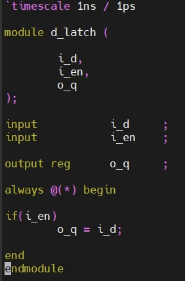 `timescale 1ns / 1ps
module d_latch (
i_d,
i_en,
o_q
);
input i_d ;
input i_en ;
output reg o_q ;
always @(*) begin
if(i_en)
o_q = i_d;
end
endmodule